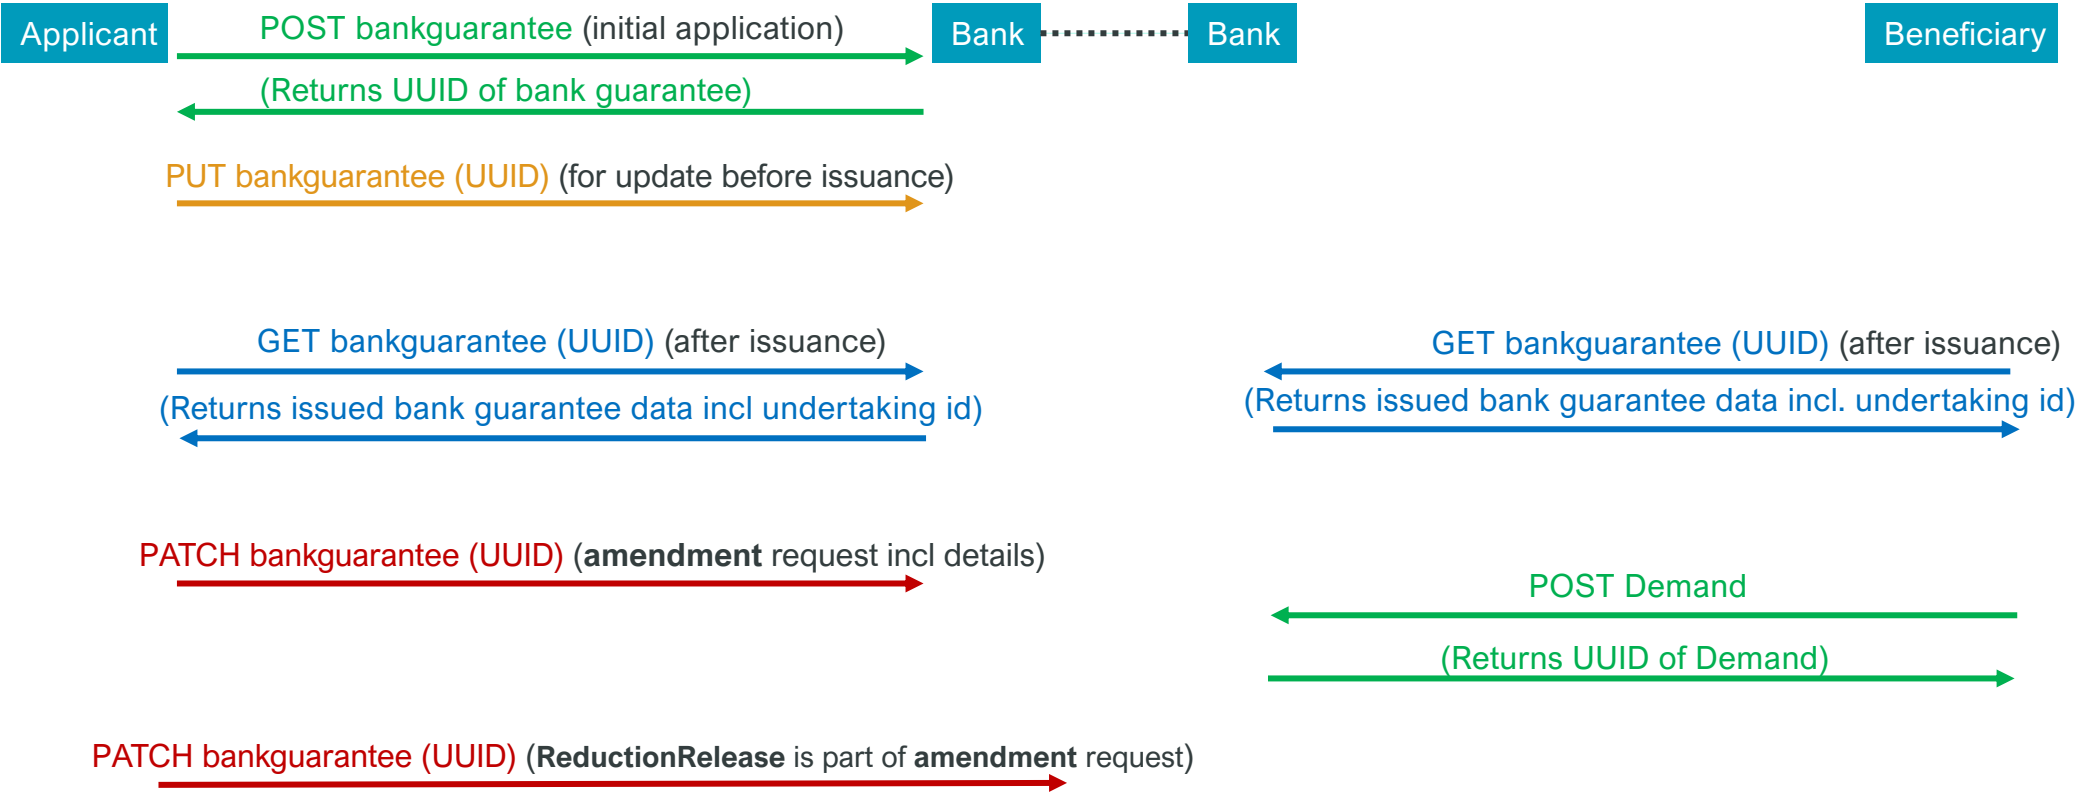 Applicant
POST bankguarantee (initial application)
Bank
Bank
Beneficiary
(Returns UUID of bank guarantee)
PUT bankguarantee (UUID) (for update before issuance)
GET bankguarantee (UUID) (after issuance)
GET bankguarantee (UUID) (after issuance)
(Returns issued bank guarantee data incl undertaking id)
(Returns issued bank guarantee data incl. undertaking id)
PATCH bankguarantee (UUID) (amendment request incl details)
POST Demand
(Returns UUID of Demand)
PATCH bankguarantee (UUID) (ReductionRelease is part of amendment request)